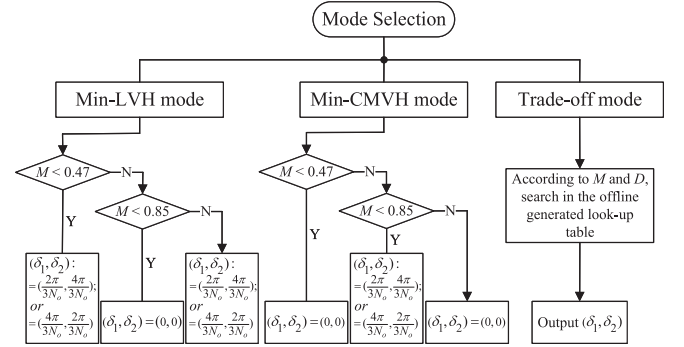 Mode Selection
Min-LVH mode
Min-CMVH mode
Trade-off mode
M < 0.47
N
M < 0.47
N
According to M and D,
search in the offline
generated look-up
table
M < 0.85
N
M < 0.85
N
Y
Y
Y
Y
(δ₁,δ₂) :
=(2π/3Nₒ, 4π/3Nₒ);
or
=(4π/3Nₒ, 2π/3Nₒ)
(δ₁,δ₂) = (0,0)
(δ₁,δ₂) :
=(2π/3Nₒ, 4π/3Nₒ);
or
=(4π/3Nₒ, 2π/3Nₒ)
(δ₁,δ₂) = (0,0)
(δ₁,δ₂) :
=(2π/3Nₒ, 4π/3Nₒ);
or
=(4π/3Nₒ, 2π/3Nₒ)
(δ₁,δ₂) = (0,0)
Output (δ₁,δ₂)